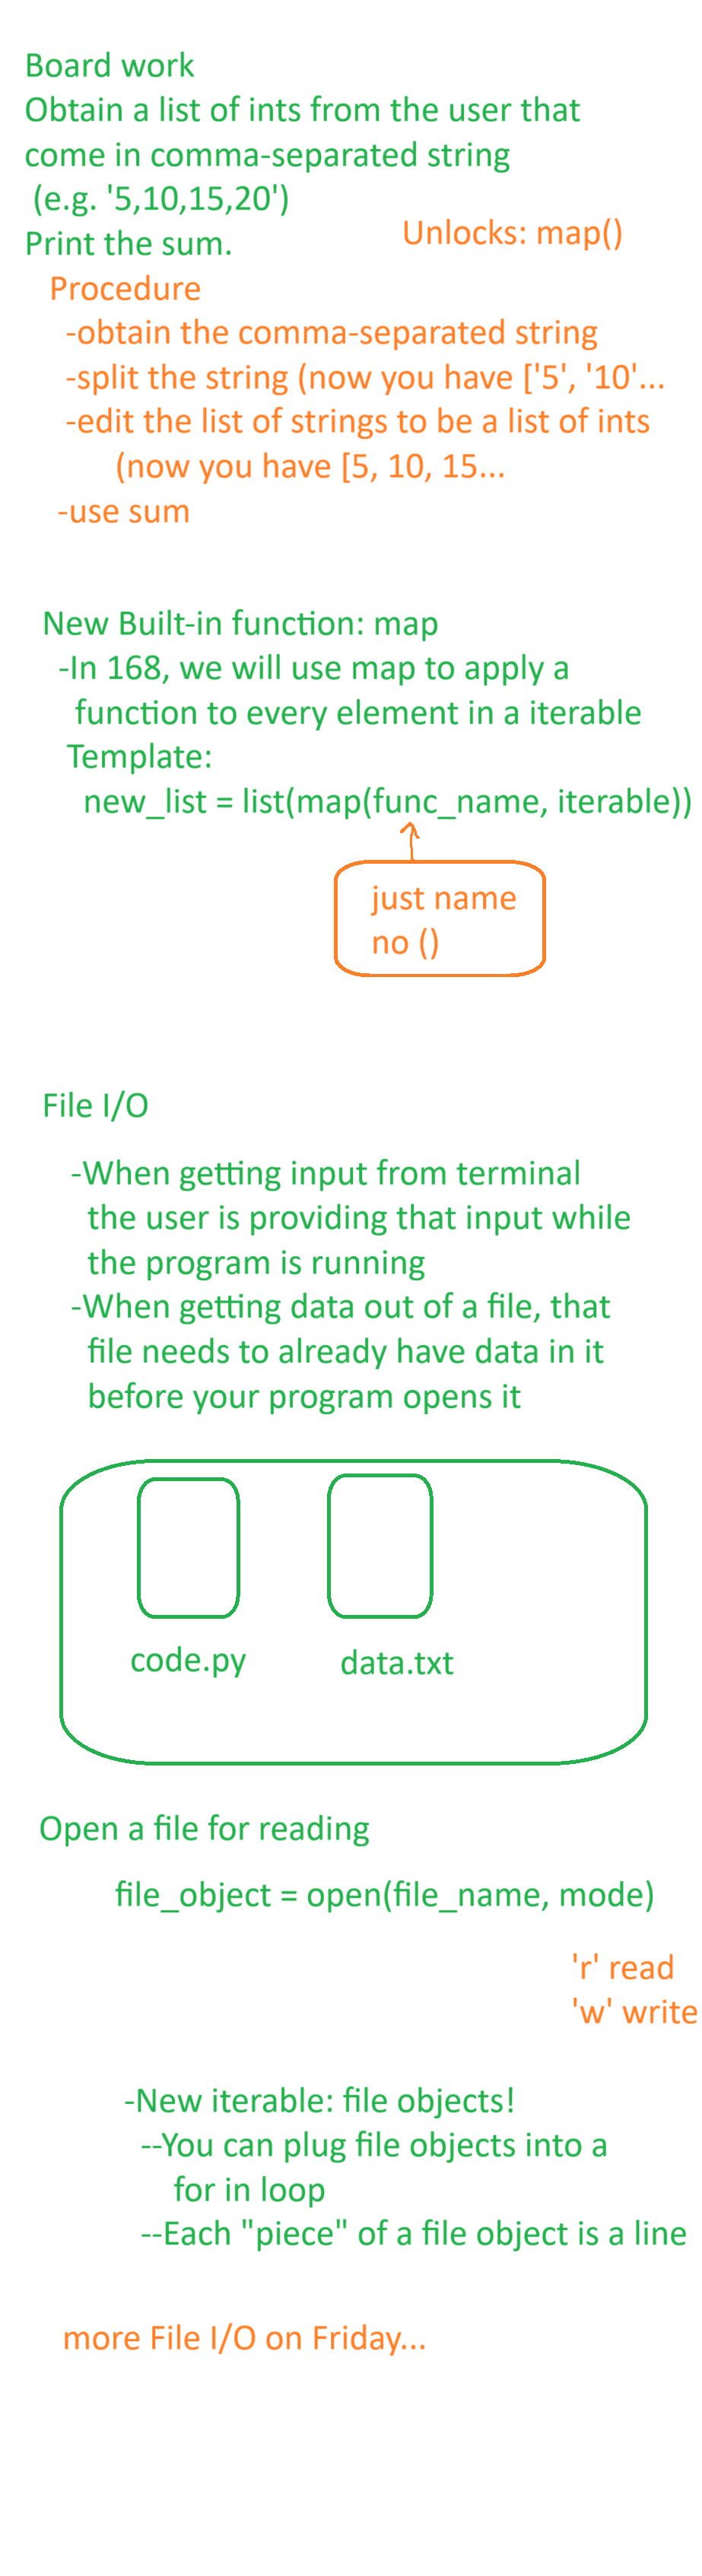 Board work
Obtain a list of ints from the user that
come in comma-separated string
(e.g. '5,10,15,20')
Print the sum.
Unlocks: map()
Procedure
-obtain the comma-separated string
-split the string (now you have ['5', '10'...
-edit the list of strings to be a list of ints
(now you have [5, 10, 15...
-use sum
New Built-in function: map
-In 168, we will use map to apply a
function to every element in a iterable
Template:
new_list = list(map(func_name, iterable))
just name
no ()
File I/O
-When getting input from terminal
the user is providing that input while
the program is running
-When getting data out of a file, that
file needs to already have data in it
before your program opens it
code.py
data.txt
Open a file for reading
file_object = open(file_name, mode)
'r' read
'w' write
-New iterable: file objects!
--You can plug file objects into a
for in loop
--Each "piece" of a file object is a line
more File I/O on Friday...